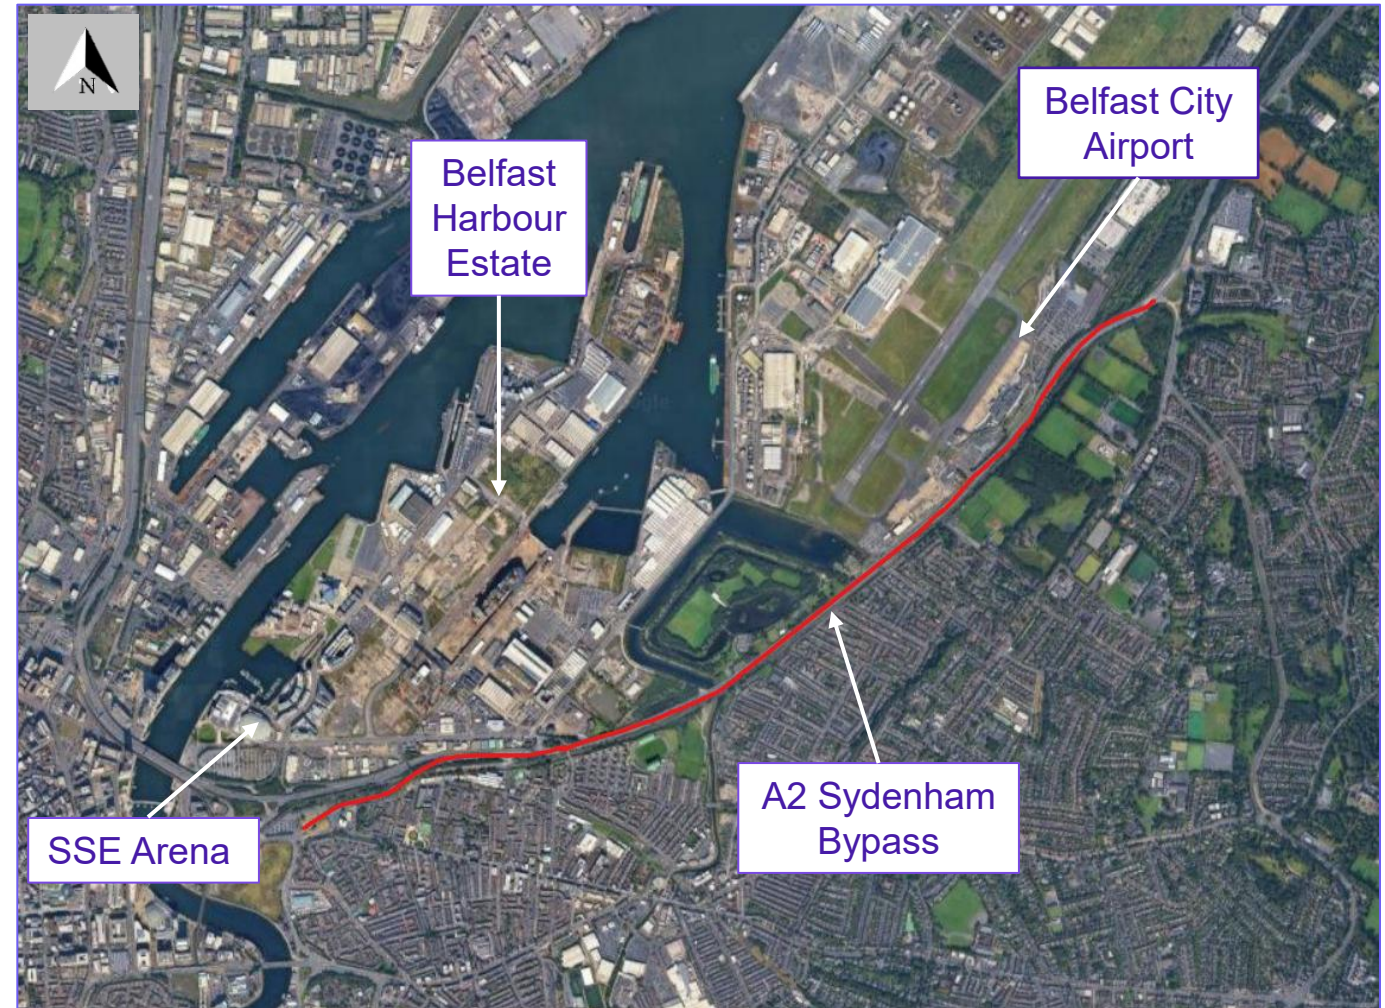 N
Belfast City
Airport
Belfast
Harbour
Estate
A2 Sydenham
Bypass
SSE Arena